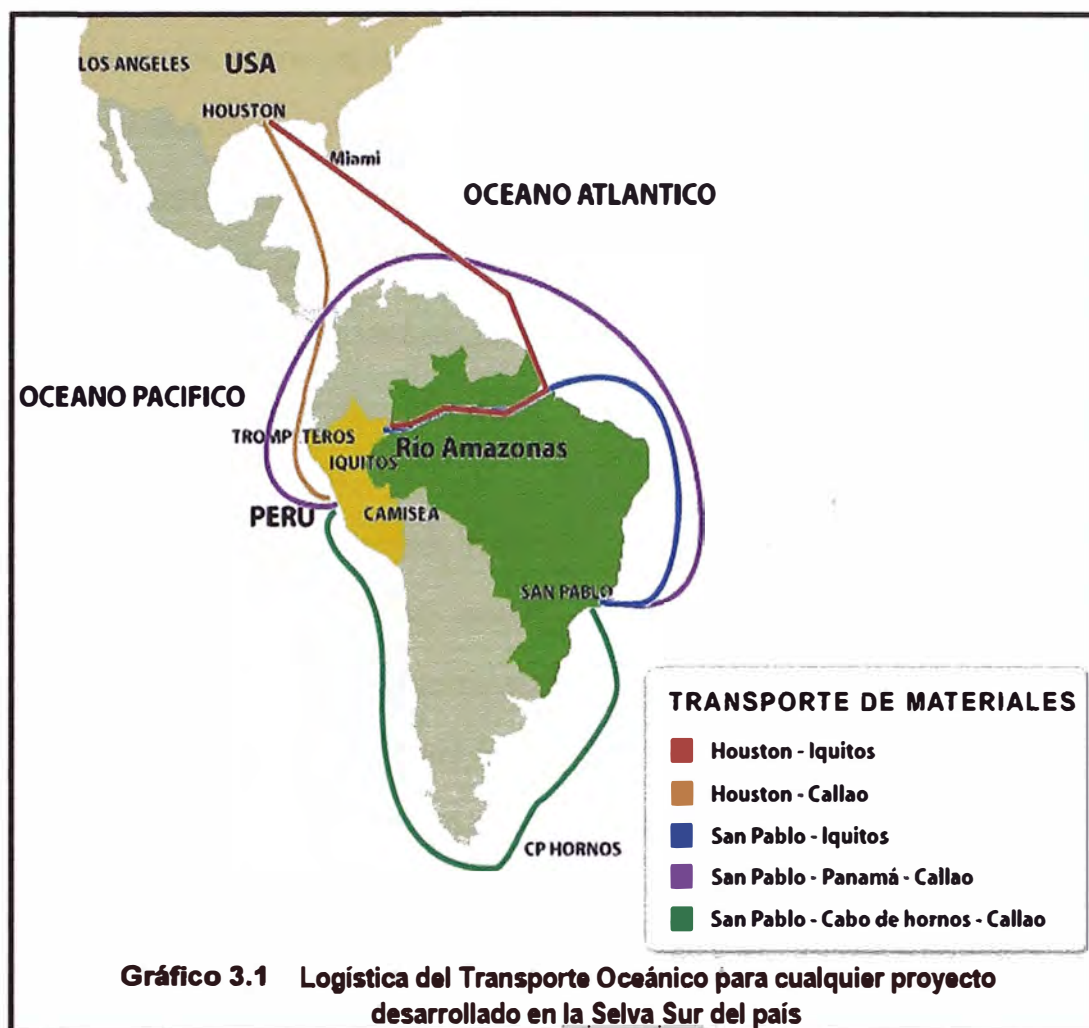 LOS ANGELES
USA
HOUSTON
Miami
OCEANO ATLANTICO
OCEANO PACIFICO
TROMPETEROS
IQUITOS
Río Amazonas
PERU
CAMISEA
SAN PABLO
CP HORNOS
TRANSPORTE DE MATERIALES
Houston - Iquitos
Houston - Callao
San Pablo - Iquitos
San Pablo - Panamá - Callao
San Pablo - Cabo de hornos - Callao
Gráfico 3.1 Logística del Transporte Oceánico para cualquier proyecto
desarrollado en la Selva Sur del país